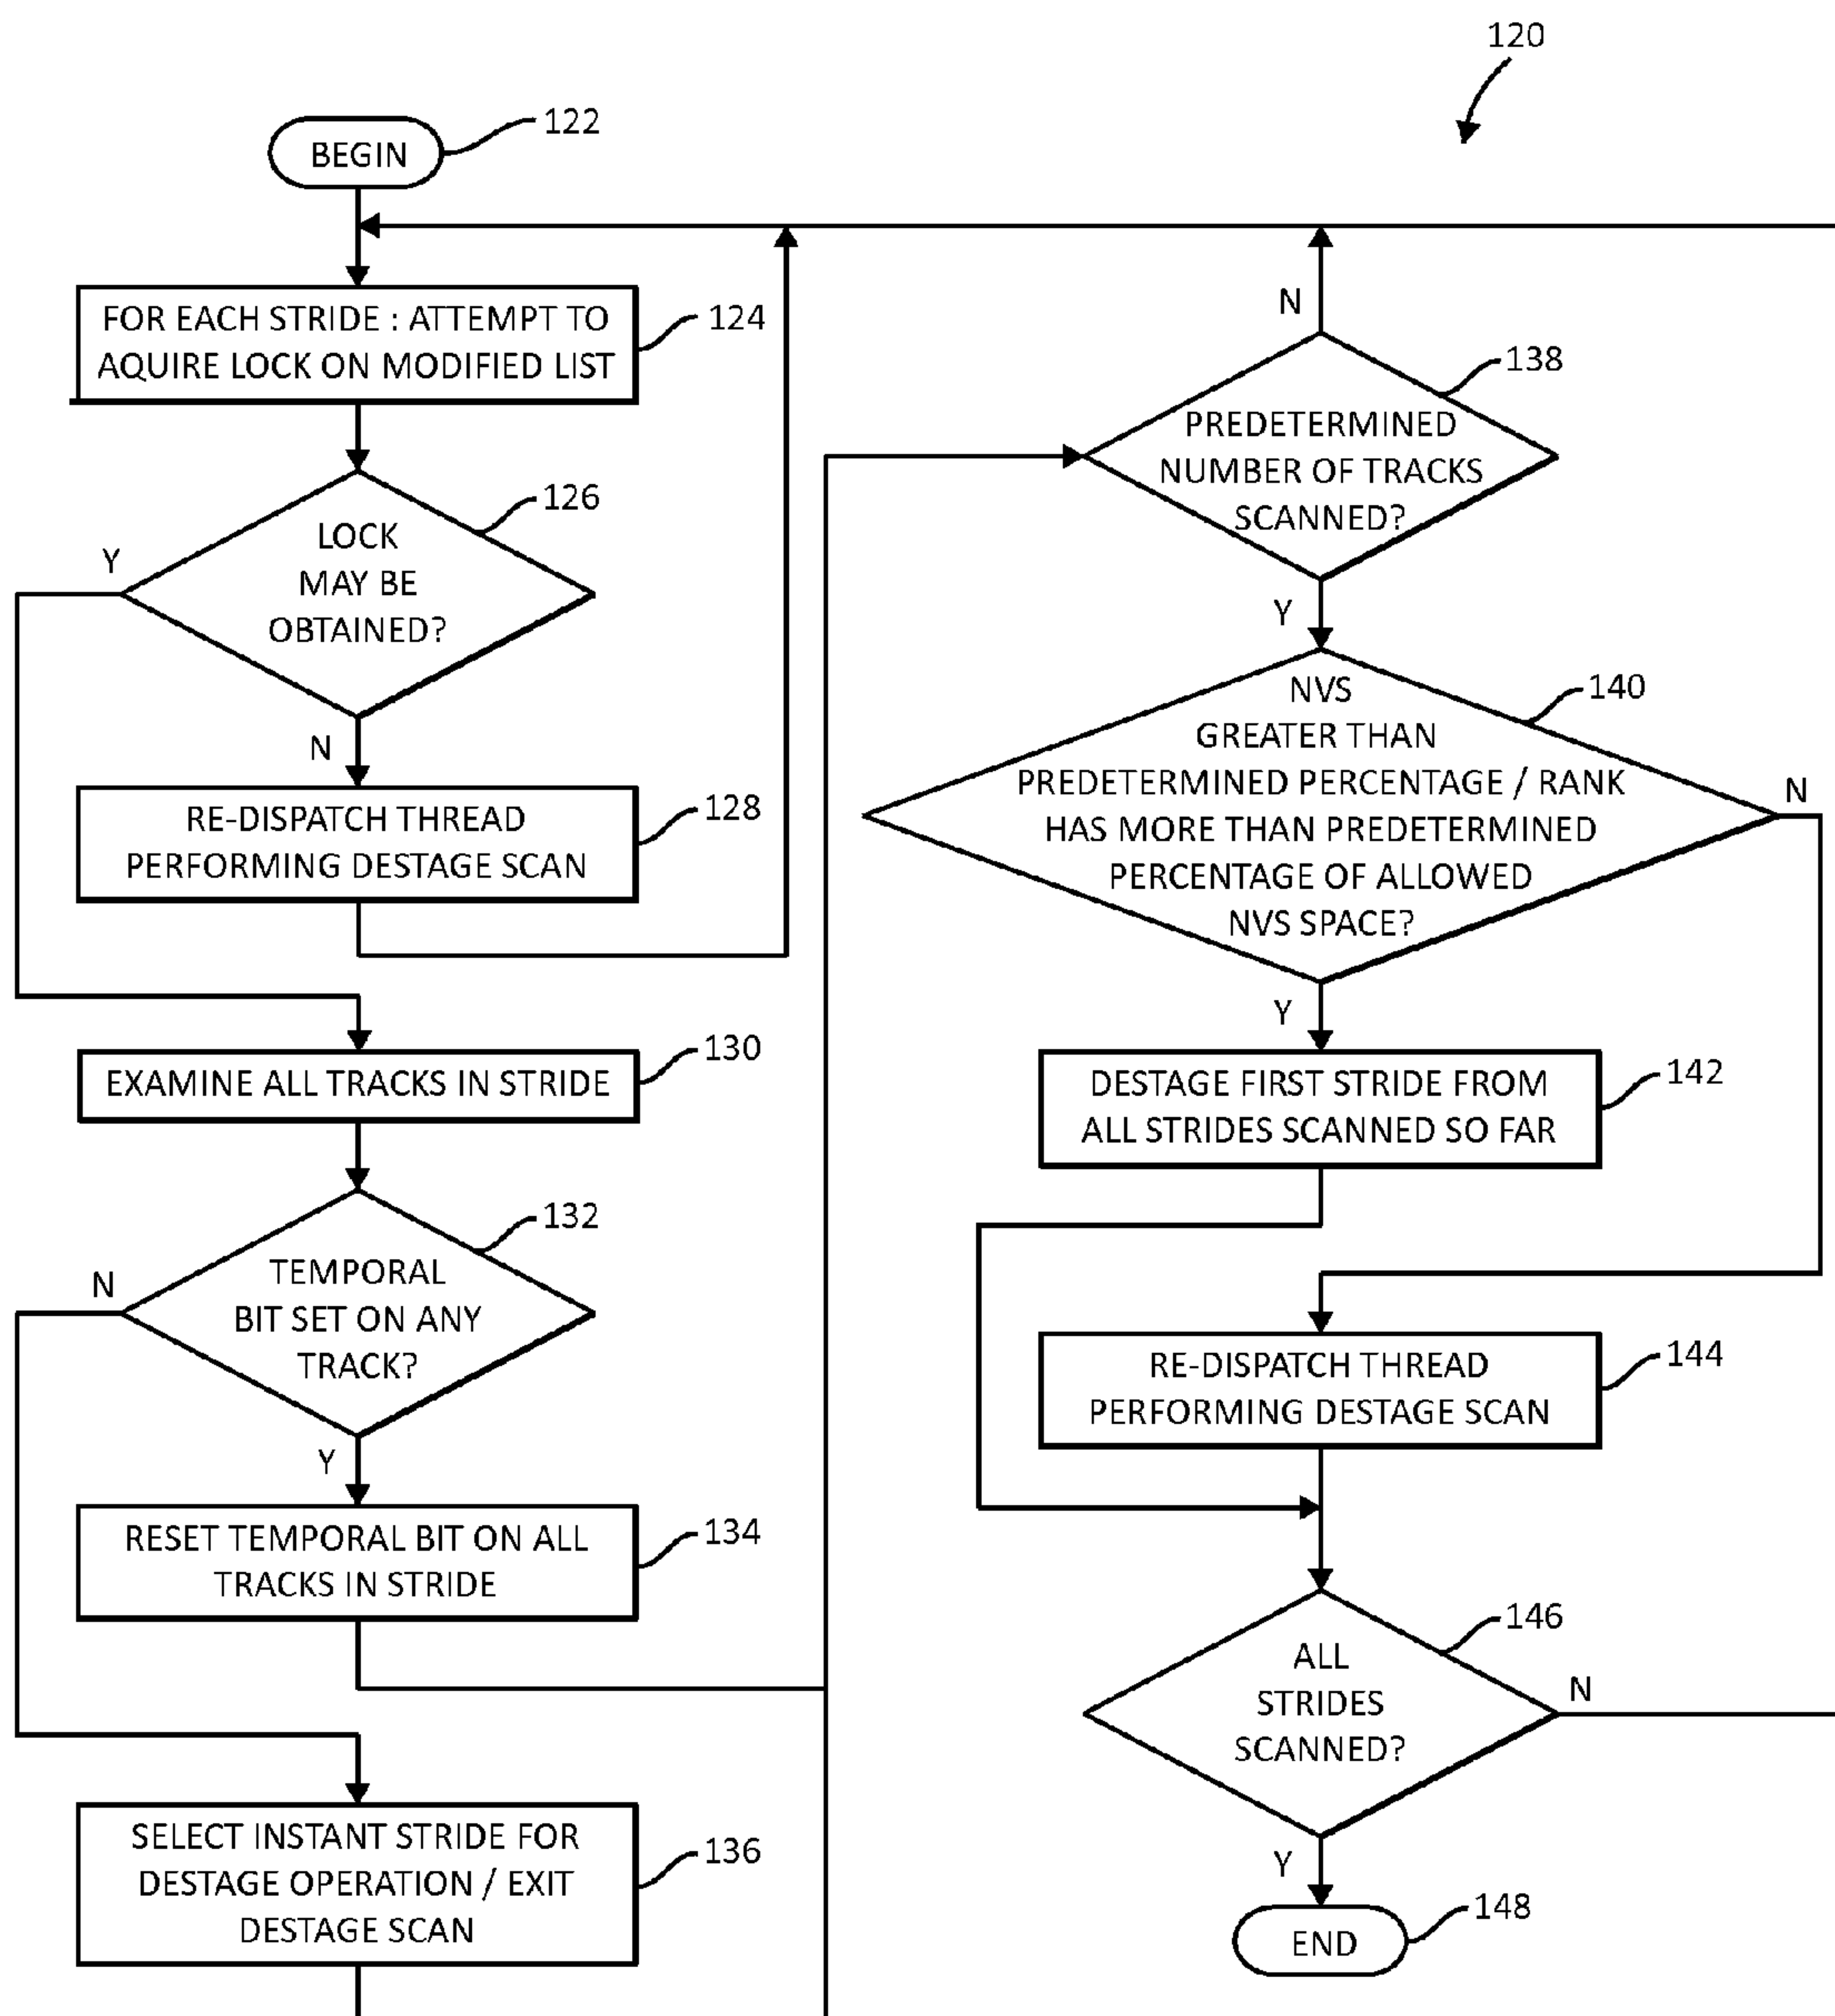 120
BEGIN
122
FOR EACH STRIDE : ATTEMPT TO
AQUIRE LOCK ON MODIFIED LIST
124
LOCK
MAY BE
OBTAINED?
126
Y
N
RE-DISPATCH THREAD
PERFORMING DESTAGE SCAN
128
EXAMINE ALL TRACKS IN STRIDE
130
TEMPORAL
BIT SET ON ANY
TRACK?
132
N
Y
RESET TEMPORAL BIT ON ALL
TRACKS IN STRIDE
134
SELECT INSTANT STRIDE FOR
DESTAGE OPERATION / EXIT
DESTAGE SCAN
136
N
PREDETERMINED
NUMBER OF TRACKS
SCANNED?
138
Y
NVS
GREATER THAN
PREDETERMINED PERCENTAGE / RANK
HAS MORE THAN PREDETERMINED
PERCENTAGE OF ALLOWED
NVS SPACE?
140
N
Y
DESTAGE FIRST STRIDE FROM
ALL STRIDES SCANNED SO FAR
142
RE-DISPATCH THREAD
PERFORMING DESTAGE SCAN
144
ALL
STRIDES
SCANNED?
146
N
Y
END
148